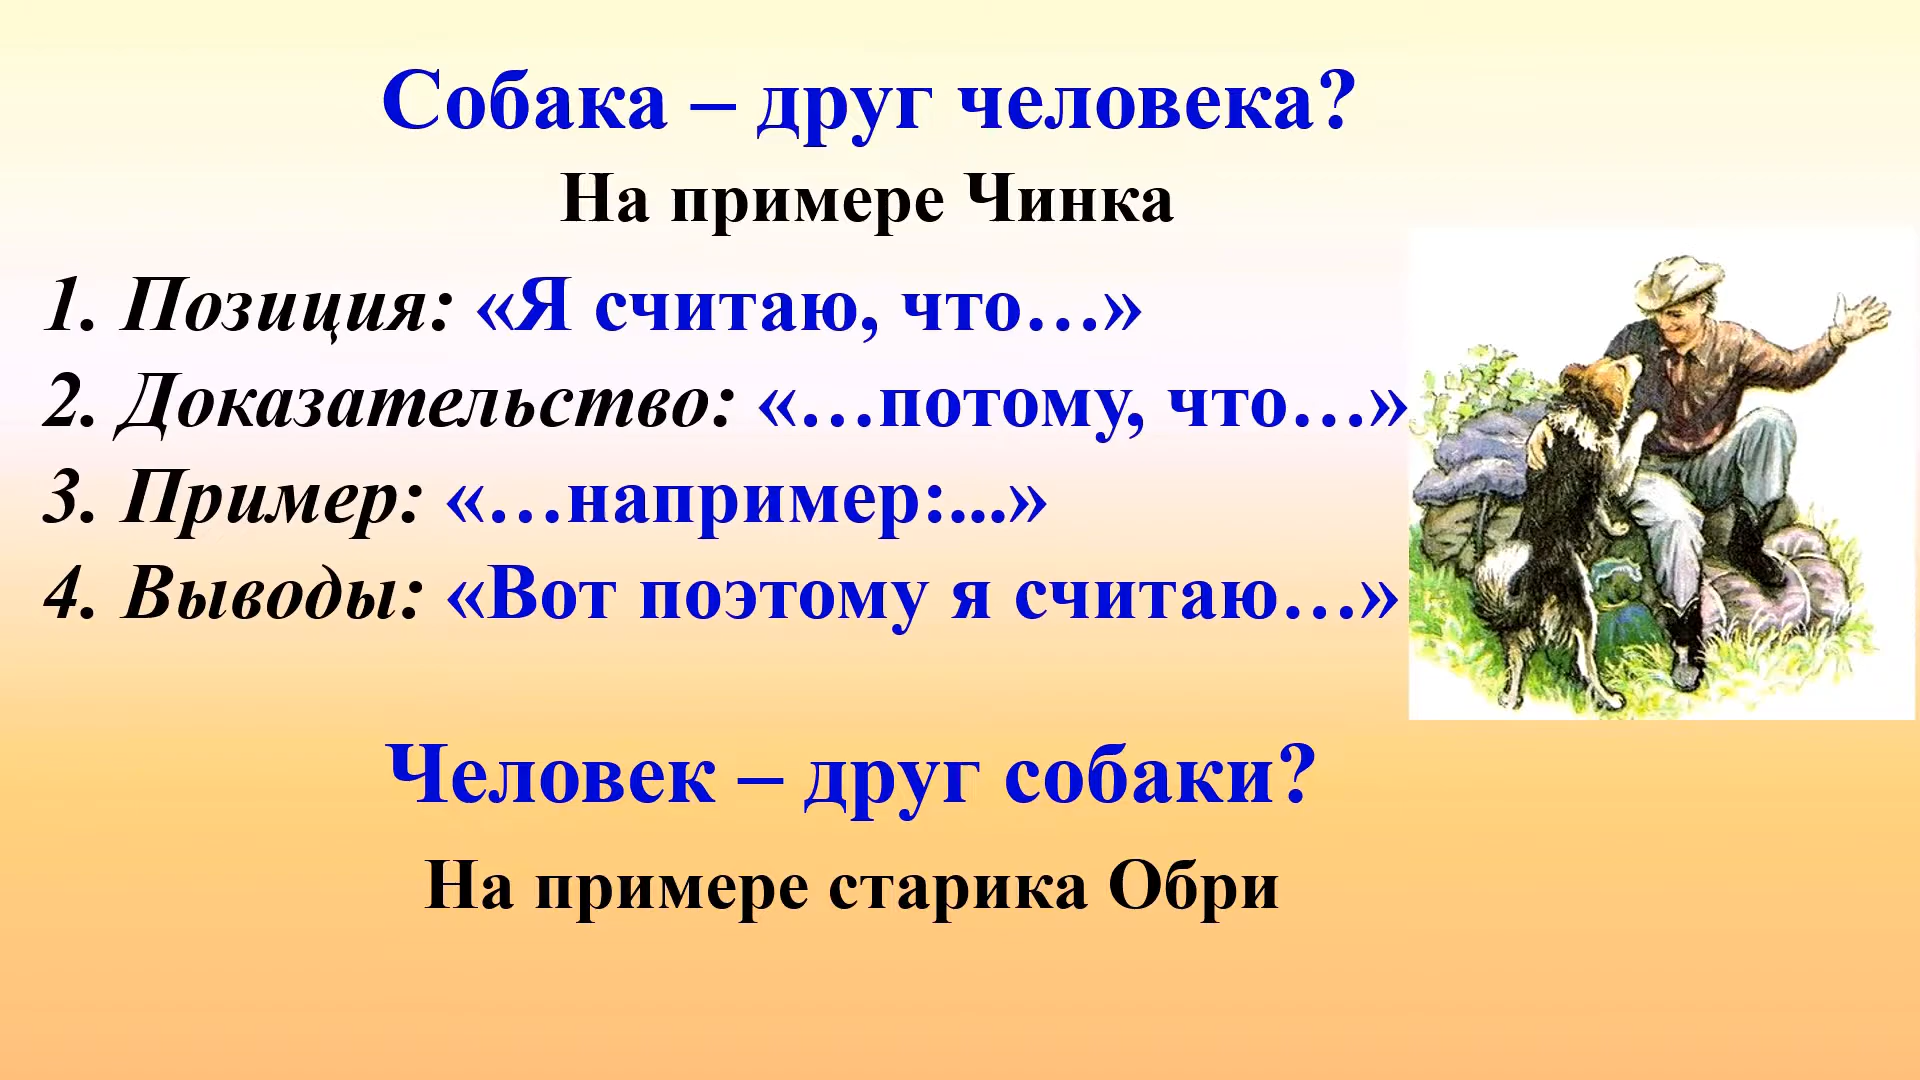 Собака – друг человека?
На примере Чинка
1. Позиция: «Я считаю, что…»
2. Доказательство: «…потому, что…»
3. Пример: «…например:...»
4. Выводы: «Вот поэтому я считаю…»
Человек – друг собаки?
На примере старика Обри